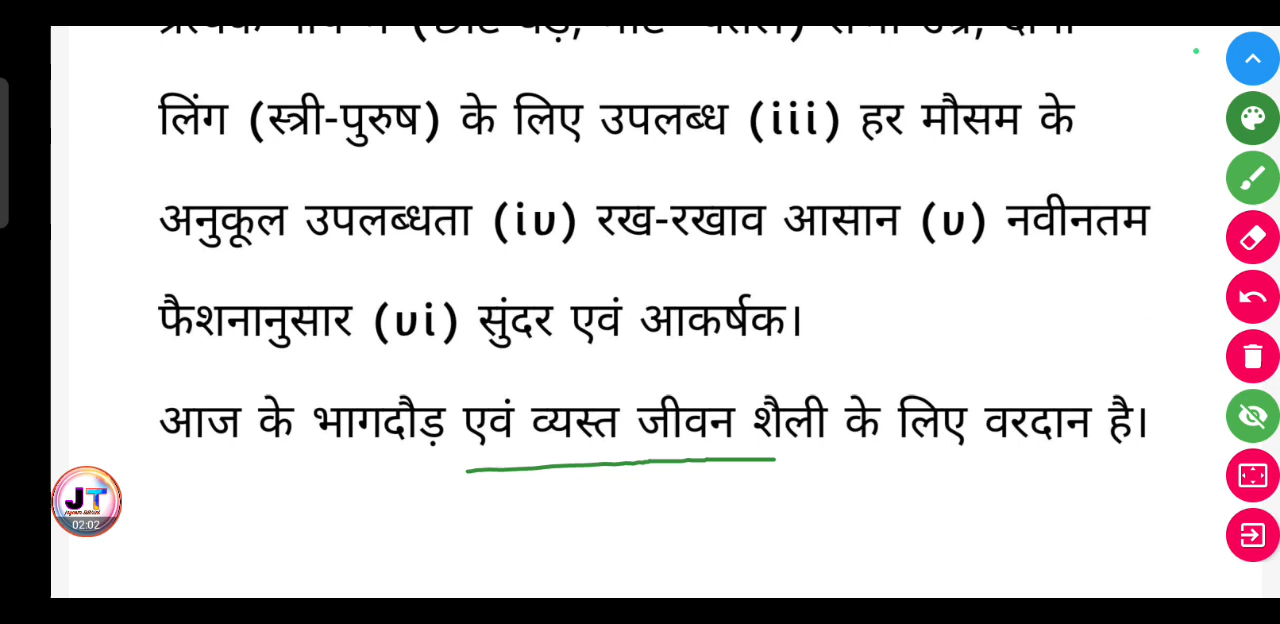 लिंग (स्त्री-पुरुष) के लिए उपलब्ध (iii) हर मौसम के
अनुकूल उपलब्धता (iv) रख-रखाव आसान (v) नवीनतम
फैशनानुसार (vi) सुंदर एवं आकर्षक।
आज के भागदौड़ एवं व्यस्त जीवन शैली के लिए वरदान है।
JT
02:02